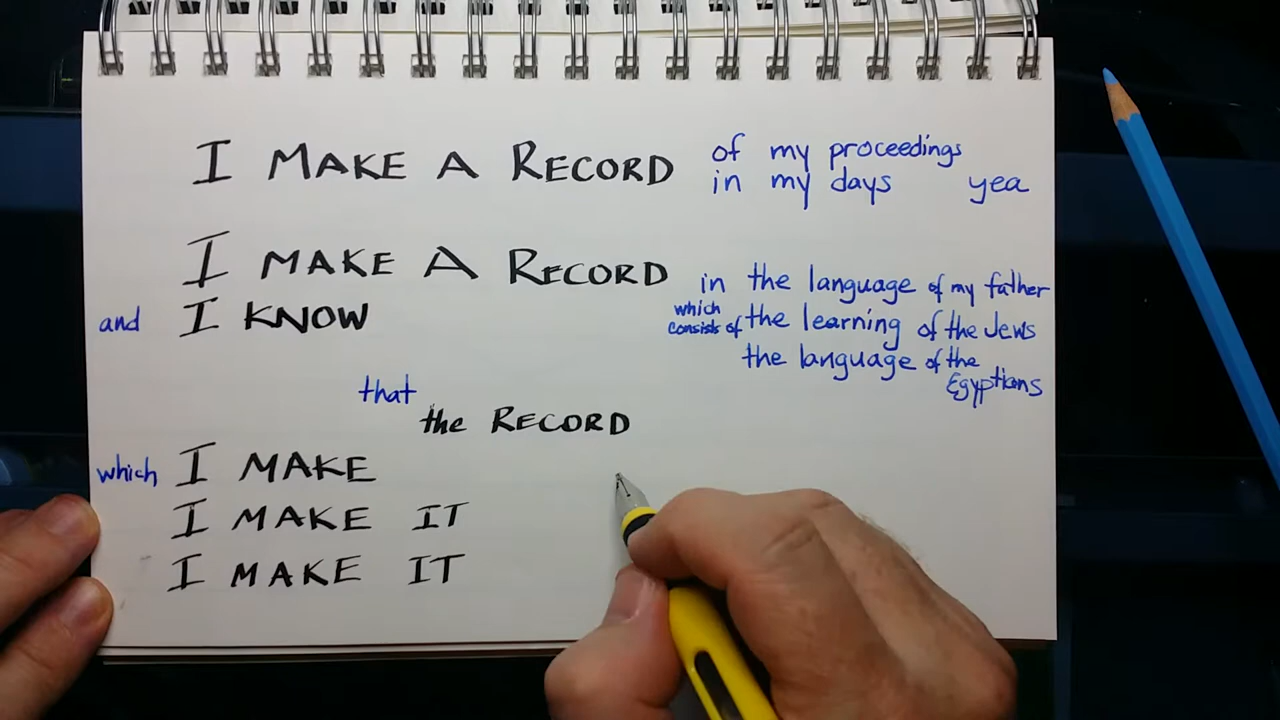 I MAKE A RECORD of my proceedings
in my days yea
I MAKE A RECORD in the language of my father
and I KNOW which consists of the learning of the Jews
the language of the
Egyptians
that
the RECORD
which I MAKE
I MAKE IT
I MAKE IT